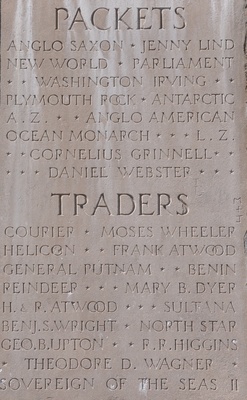 PACKETS
ANGLO SAXON · JENNY LIND
NEW WORLD · PARLIAMENT
· · WASHINGTON IRVING · ·
PLYMOUTH ROCK · ANTARCTIC
A. Z. · · · ANGLO AMERICAN
OCEAN MONARCH · · · L. Z.
· · CORNELIUS GRINNELL · ·
· · · DANIEL WEBSTER · · ·
TRADERS
COURIER · MOSES WHEELER
HELICON · · FRANK ATWOOD
GENERAL PUTNAM · · BENIN
REINDEER · · · MARY B. DYER
H. & R. ATWOOD · · · SULTANA
BENJ. S. WRIGHT · NORTH STAR
GEO. B. UPTON · · R. R. HIGGINS
· THEODORE D. WAGNER ·
SOVEREIGN OF THE SEAS II